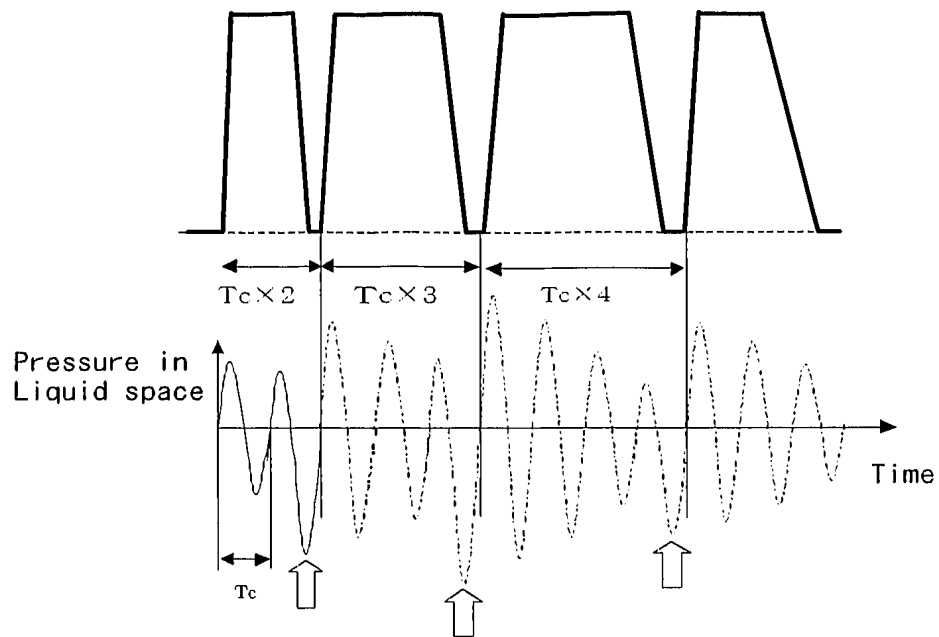 Tc×2
Tc×3
Tc×4
Pressure in
Liquid space
Time
Tc